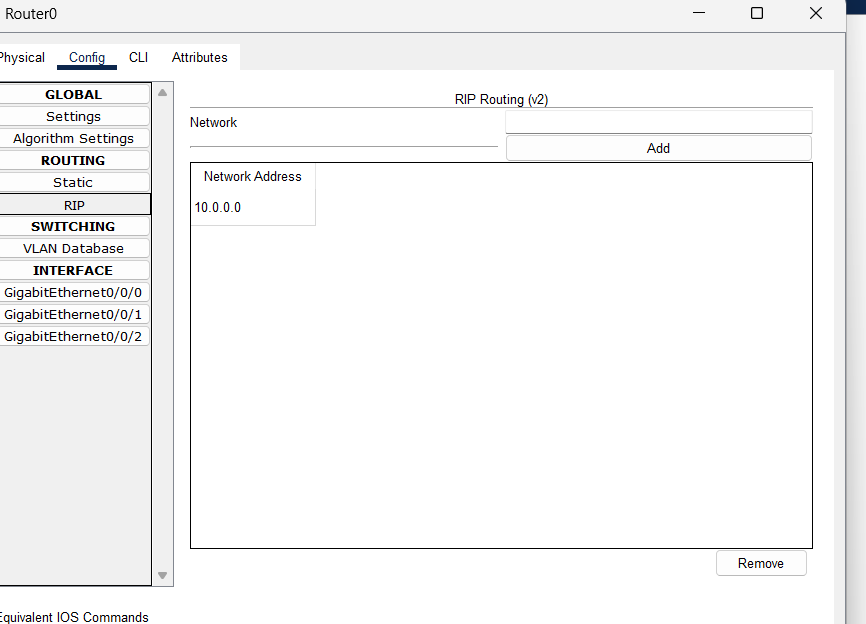 Router0
Physical Config CLI Attributes
GLOBAL
Settings
Algorithm Settings
ROUTING
Static
RIP
SWITCHING
VLAN Database
INTERFACE
GigabitEthernet0/0/0
GigabitEthernet0/0/1
GigabitEthernet0/0/2
RIP Routing (v2)
Network
Add
Network Address
10.0.0.0
Remove
Equivalent IOS Commands